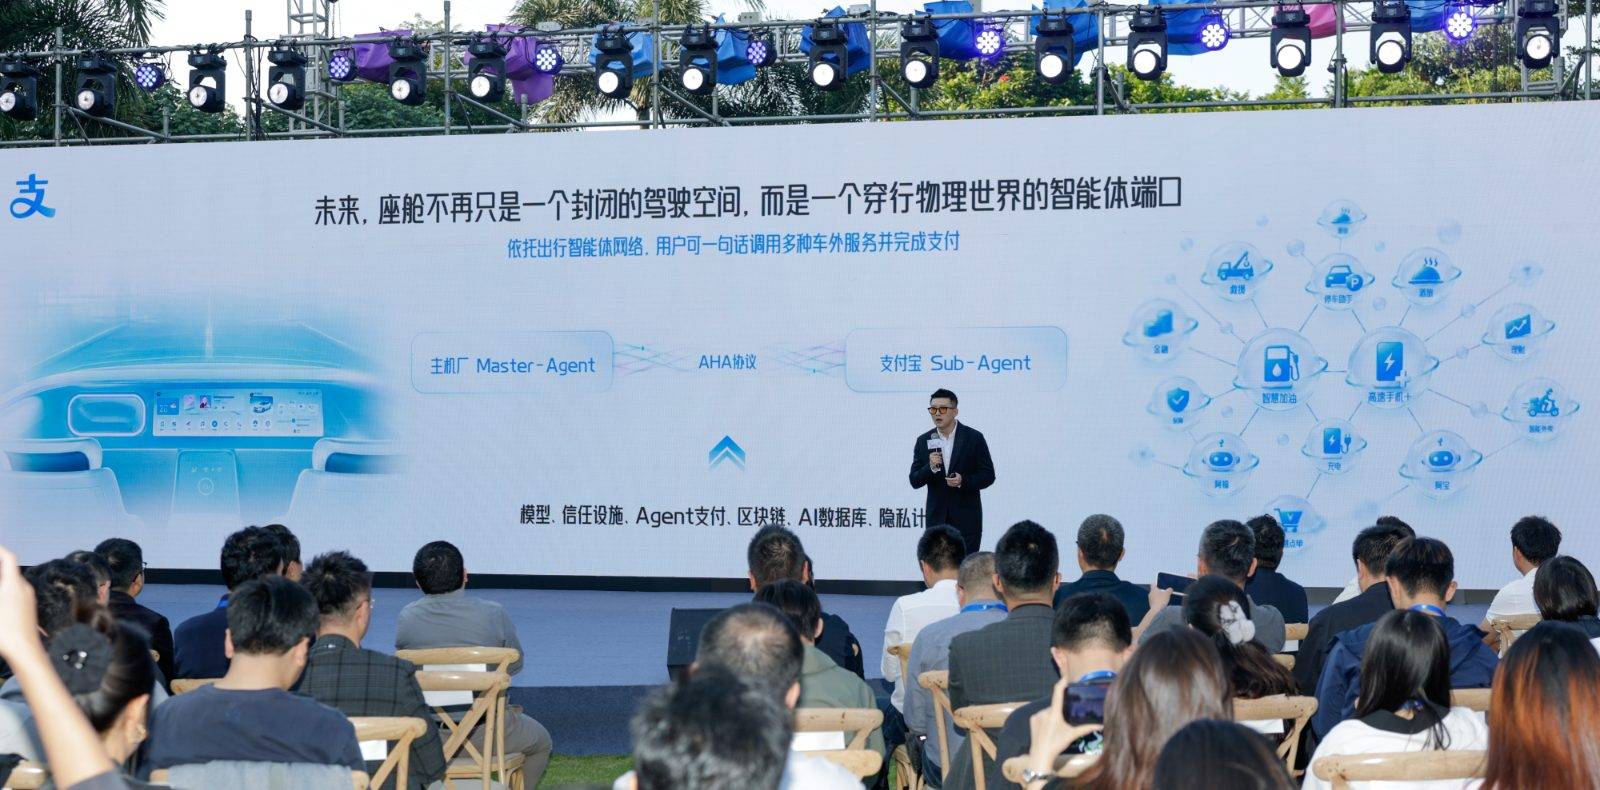 支
未来，座舱不再只是一个封闭的驾驶空间，而是一个穿行物理世界的智能体端口
依托出行智能体网络，用户可一句话调用多种车外服务并完成支付
主机厂 Master-Agent
AHA协议
支付宝 Sub-Agent
模型、信任设施、Agent支付、区块链、AI数据库、隐私计
救援
停车助手
酒旅
金融
理财
智慧加油
高速手机+
保障
充电
智能外卖
阿福
阿宝
点单